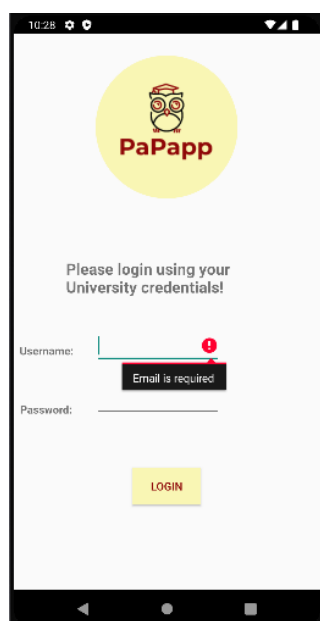 10:28
PaPapp
Please login using your
University credentials!
Username:
Email is required
Password:
LOGIN